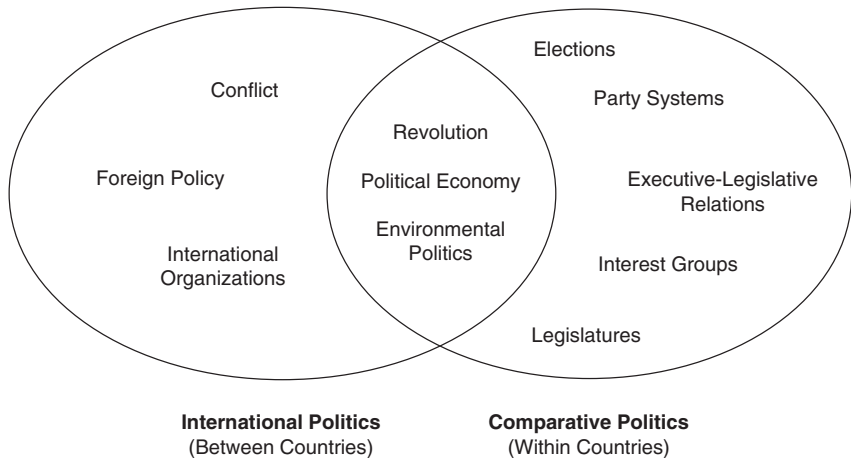 Elections
Conflict
Party Systems
Revolution
Foreign Policy
Political Economy
Executive-Legislative
Relations
Environmental
Politics
International
Organizations
Interest Groups
Legislatures
International Politics
(Between Countries)
Comparative Politics
(Within Countries)